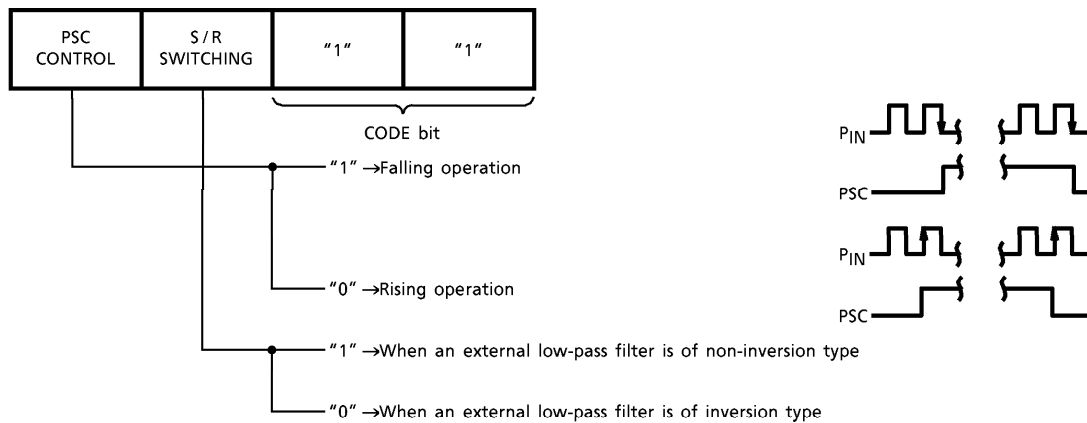 PSC
CONTROL
S / R
SWITCHING
“1”
“1”
CODE bit
“1” →Falling operation
“0” →Rising operation
“1” →When an external low-pass filter is of non-inversion type
“0” →When an external low-pass filter is of inversion type
PIN
PSC
PIN
PSC